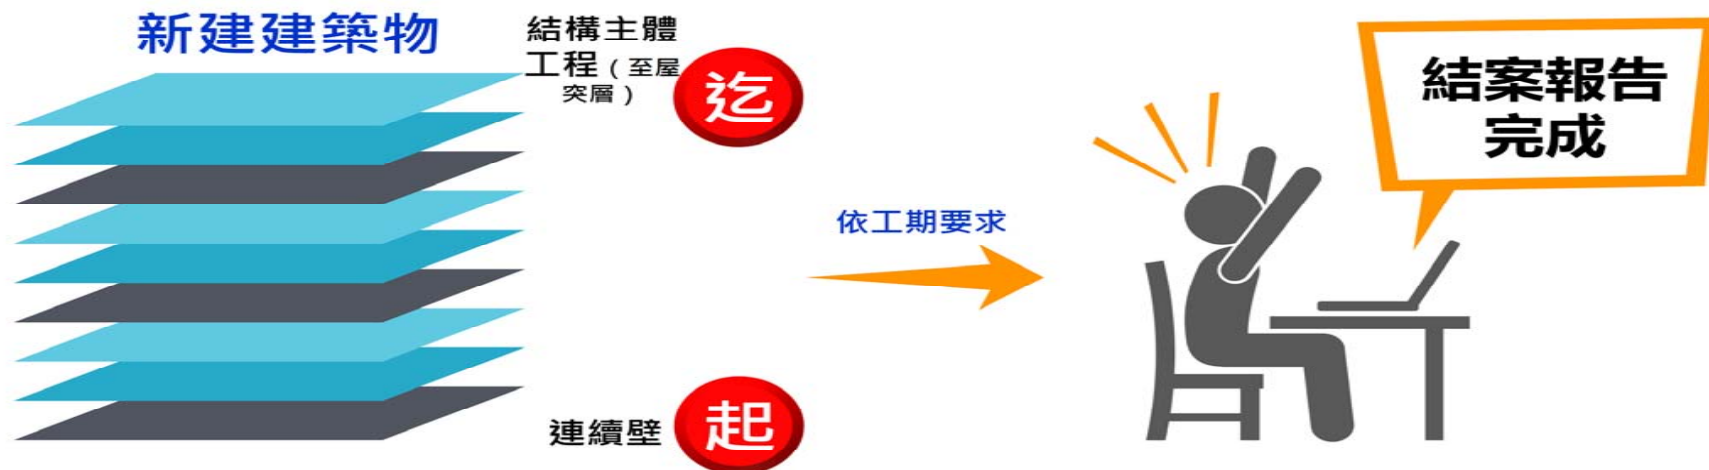 新建建築物
結構主體
工程（至屋
突層）
迄
結案報告
完成
依工期要求
連續壁
起